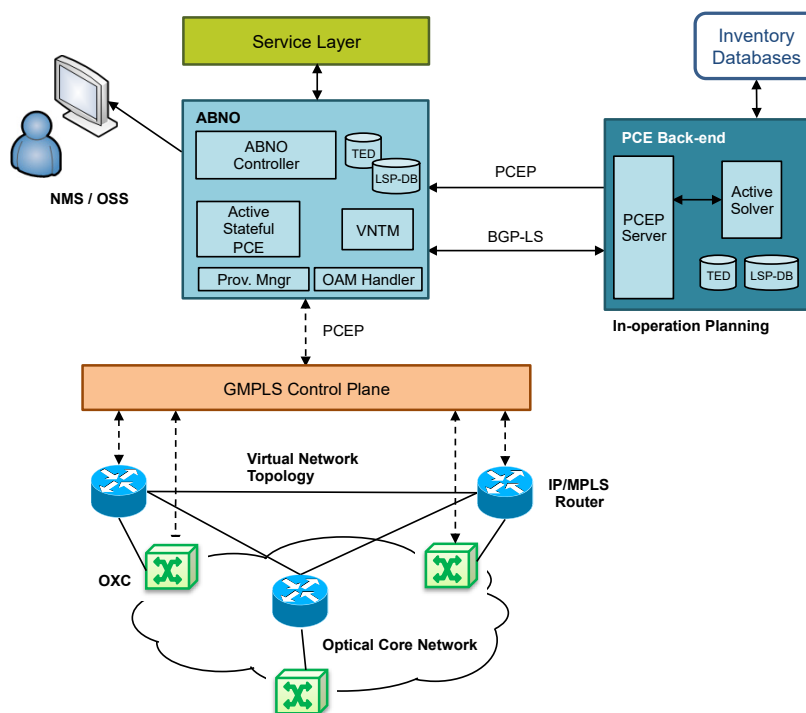 Service Layer
Inventory
Databases
NMS / OSS
ABNO
ABNO
Controller
TED
LSP-DB
Active
Stateful
PCE
VNTM
Prov. Mngr
OAM Handler
PCEP
BGP-LS
PCE Back-end
PCEP
Server
Active
Solver
TED
LSP-DB
In-operation Planning
PCEP
GMPLS Control Plane
Virtual Network
Topology
IP/MPLS
Router
OXC
Optical Core Network